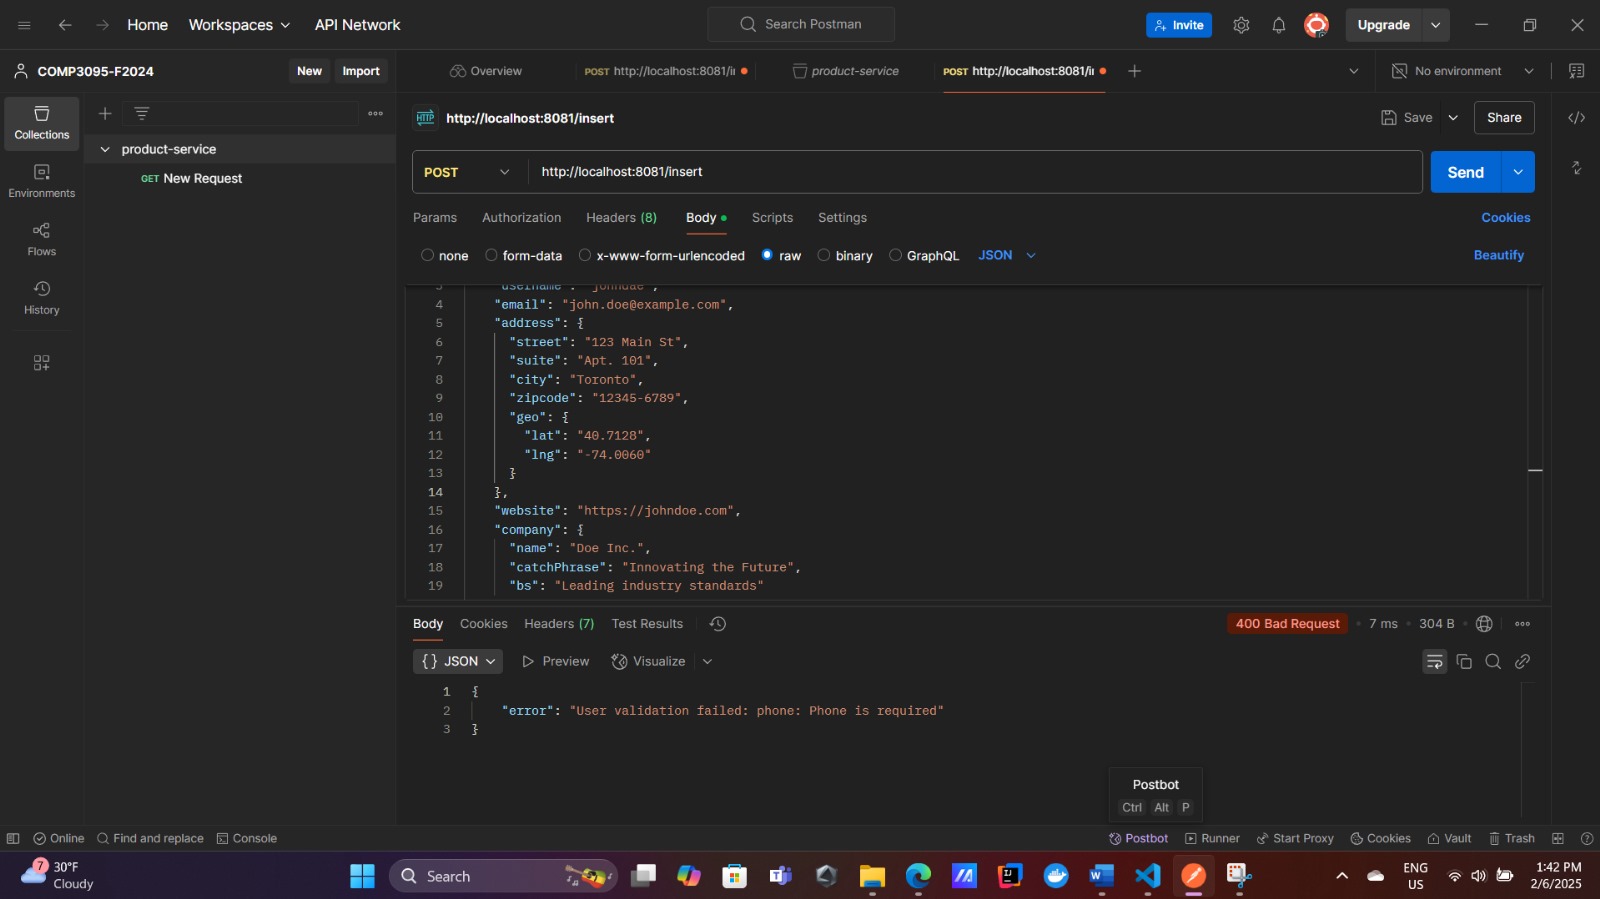 Home
Workspaces
API Network
Search Postman
Invite
Upgrade
COMP3095-F2024
New
Import
Overview
POST http://localhost:8081/i
product-service
POST http://localhost:8081/i
No environment
Collections
Environments
Flows
History
product-service
GET New Request
HTTP http://localhost:8081/insert
Save
Share
POST
http://localhost:8081/insert
Send
Params
Authorization
Headers (8)
Body
Scripts
Settings
Cookies
none
form-data
x-www-form-urlencoded
raw
binary
GraphQL
JSON
Beautify
3 "username": "johndae",
4 "email": "john.doe@example.com",
5 "address": {
6 "street": "123 Main St",
7 "suite": "Apt. 101",
8 "city": "Toronto",
9 "zipcode": "12345-6789",
10 "geo": {
11 "lat": "40.7128",
12 "lng": "-74.0060"
13 }
14 },
15 "website": "https://johndoe.com",
16 "company": {
17 "name": "Doe Inc.",
18 "catchPhrase": "Innovating the Future",
19 "bs": "Leading industry standards"
Body
Cookies
Headers (7)
Test Results
400 Bad Request
7 ms
304 B
{} JSON
Preview
Visualize
1 {
2 "error": "User validation failed: phone: Phone is required"
3 }
Postbot
Ctrl Alt P
Online
Find and replace
Console
Postbot
Runner
Start Proxy
Cookies
Vault
Trash
7
30°F
Cloudy
Search
ENG
US
1:42 PM
2/6/2025